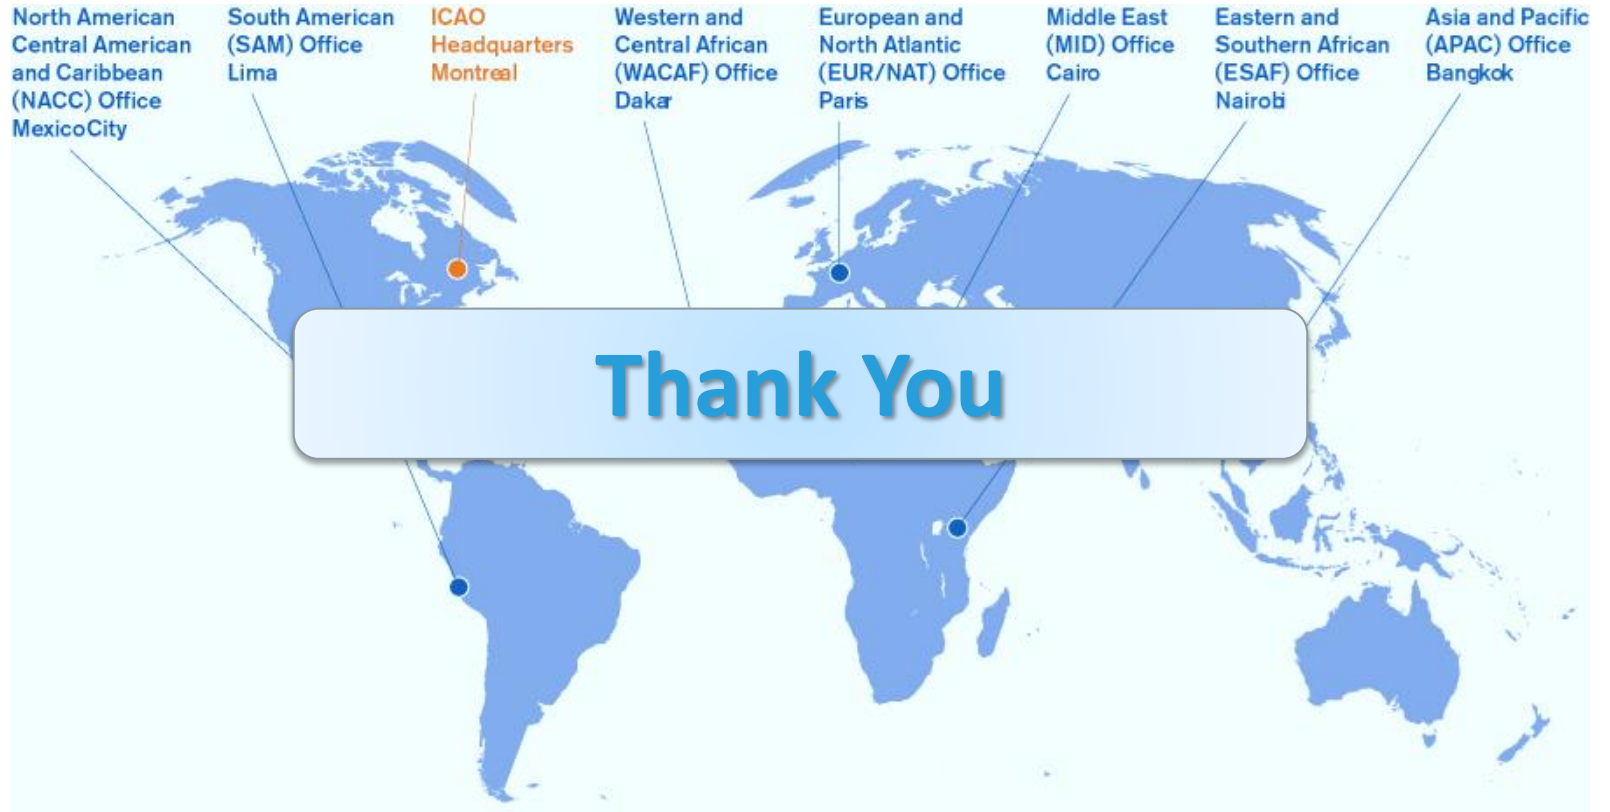 North American
Central American
and Caribbean
(NACC) Office
MexicoCity
South American
(SAM) Office
Lima
ICAO
Headquarters
Montreal
Western and
Central African
(WACAF) Office
Dakar
European and
North Atlantic
(EUR/NAT) Office
Paris
Middle East
(MID) Office
Cairo
Eastern and
Southern African
(ESAF) Office
Nairobi
Asia and Pacific
(APAC) Office
Bangkok
Thank You